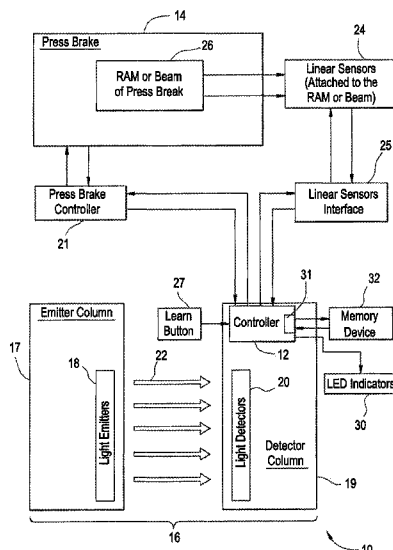 14
Press Brake
26
RAM or Beam
of Press Break
24
Linear Sensors
(Attached to the
RAM or Beam)
25
Linear Sensors
Interface
Press Brake
Controller
21
27
Learn
Button
31
Controller
12
32
Memory
Device
LED Indicators
30
Emitter Column
17
18
Light Emitters
22
20
Light Detectors
Detector
Column
19
16
10